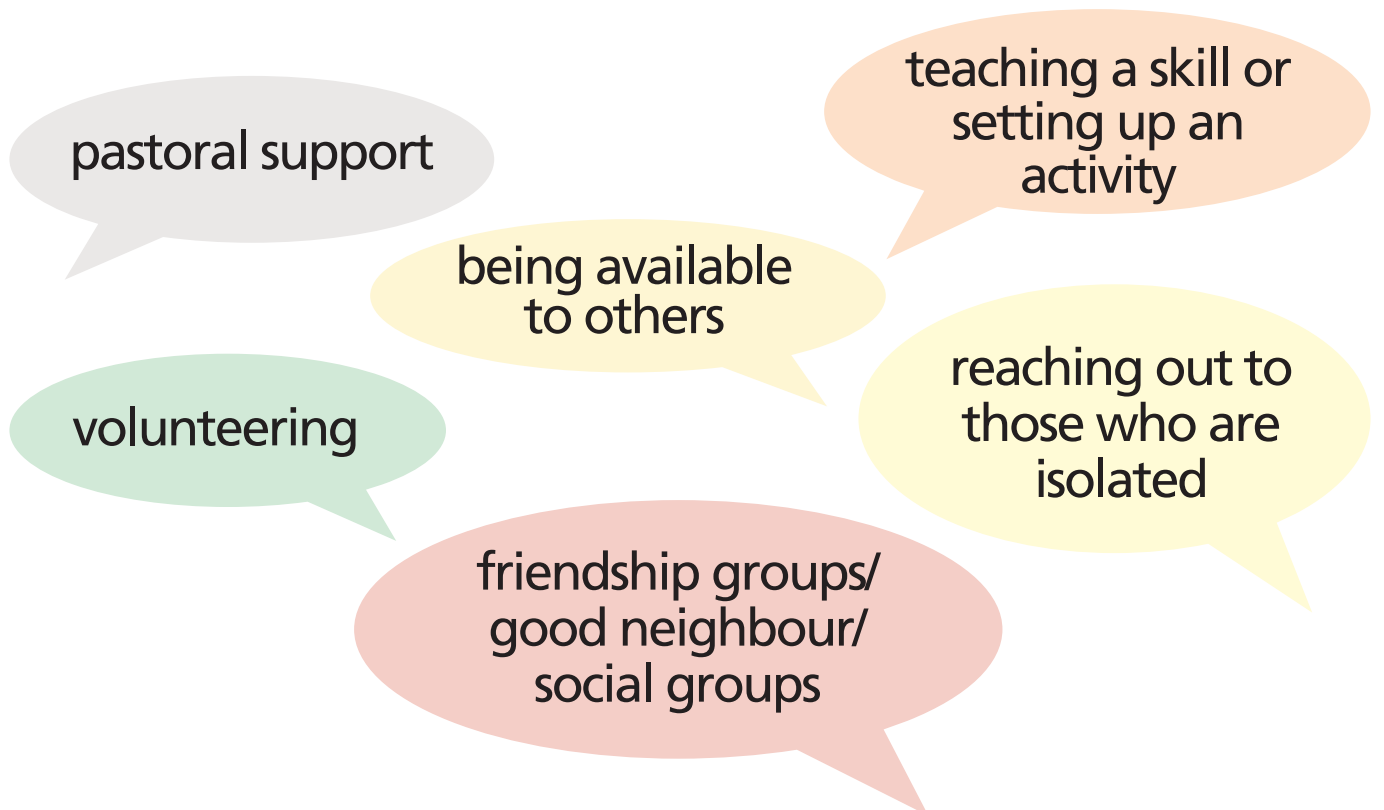 pastoral support
teaching a skill or
setting up an
activity
being available
to others
reaching out to
those who are
isolated
volunteering
friendship groups/
good neighbour/
social groups